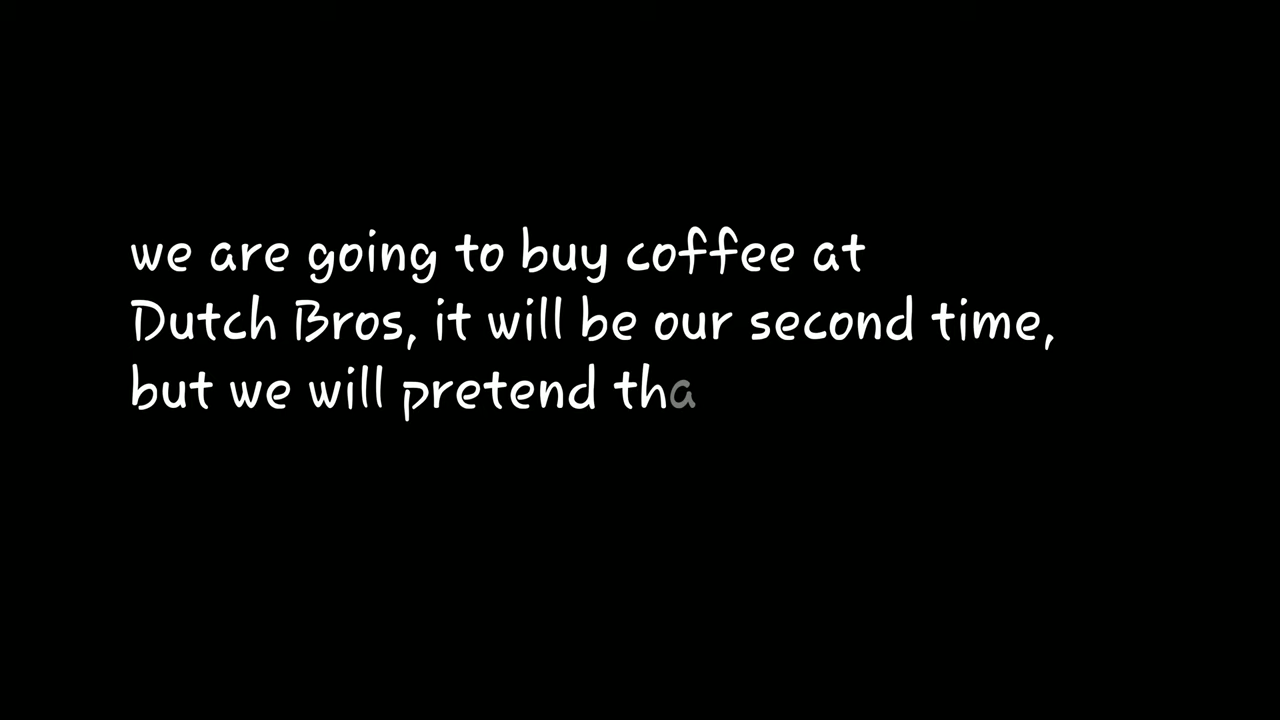 we are going to buy coffee at
Dutch Bros, it will be our second time,
but we will pretend tha